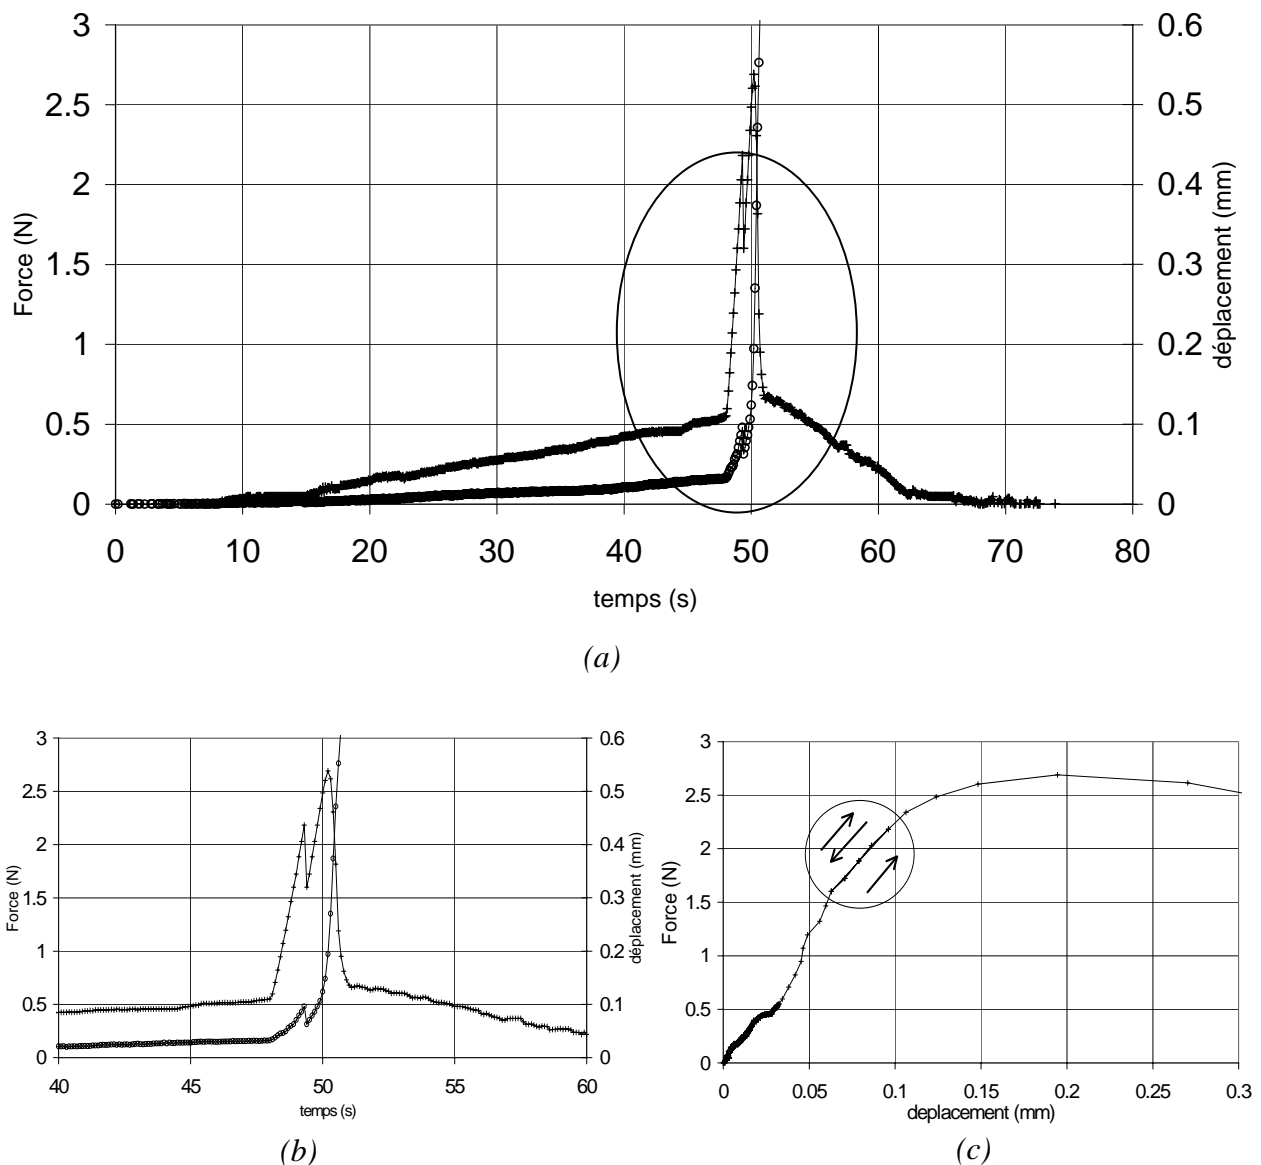 3
2.5
2
1.5
1
0.5
0
Force (N)
0.6
0.5
0.4
0.3
0.2
0.1
0
déplacement (mm)
0 10 20 30 40 50 60 70 80
temps (s)
(a)
3
2.5
2
1.5
1
0.5
0
Force (N)
0.6
0.5
0.4
0.3
0.2
0.1
0
déplacement (mm)
40 45 50 55 60
temps (s)
(b)
3
2.5
2
1.5
1
0.5
0
Force (N)
0 0.05 0.1 0.15 0.2 0.25 0.3
deplacement (mm)
(c)